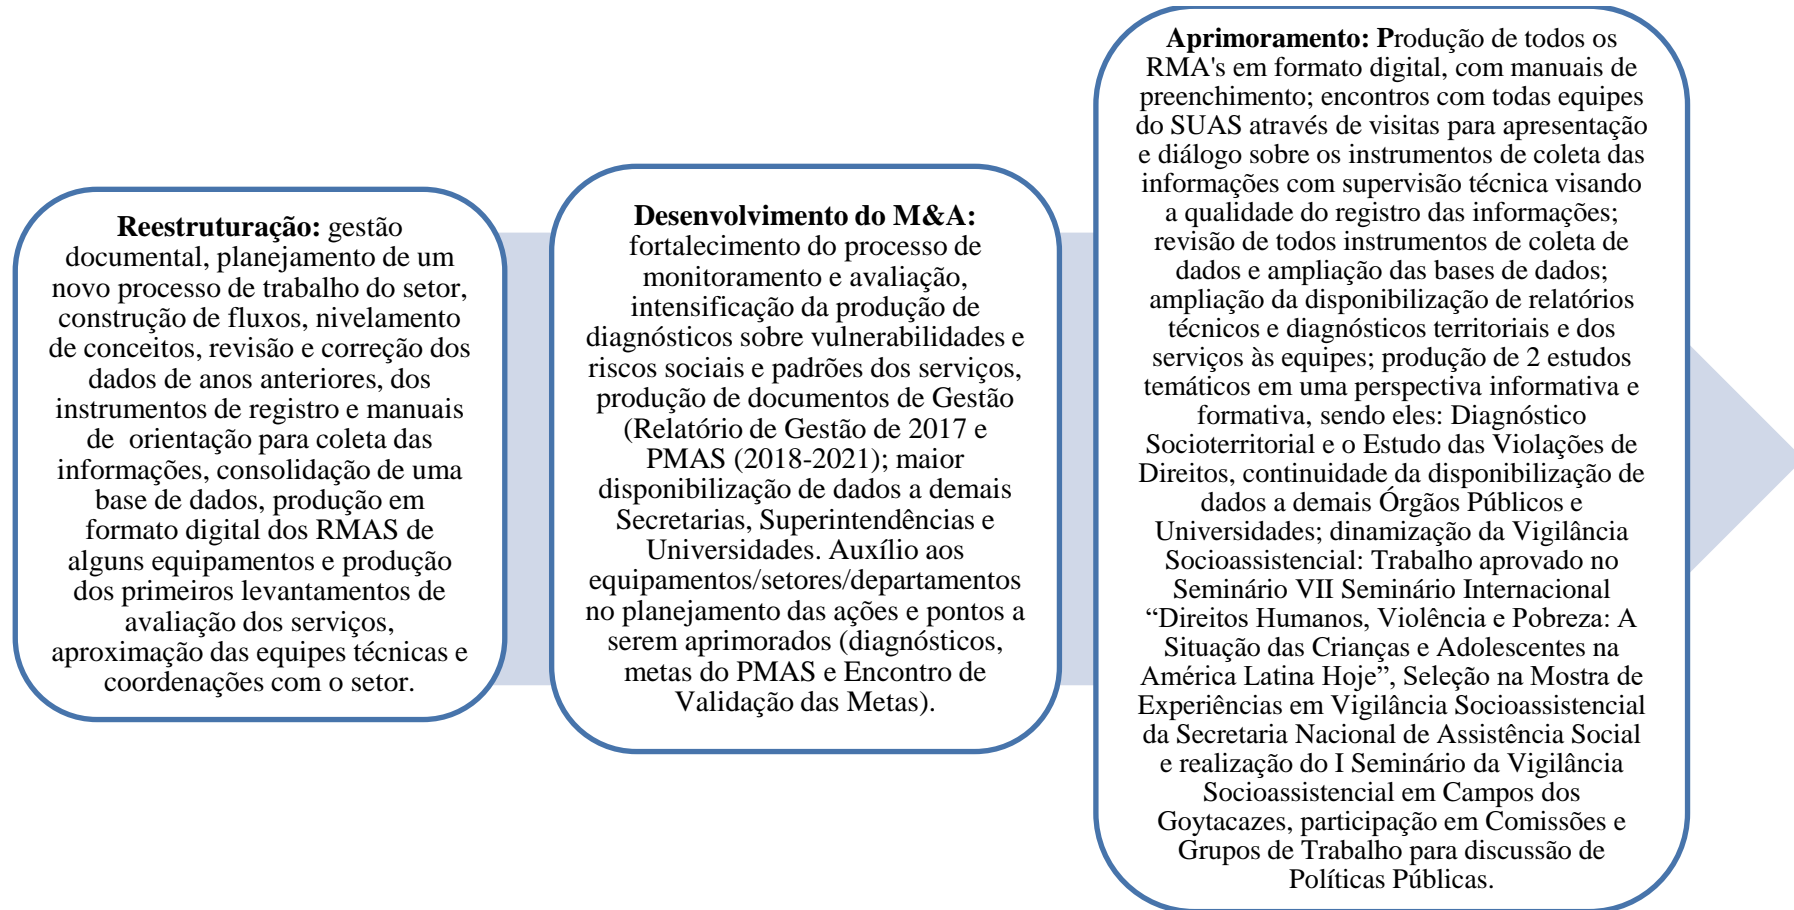 Reestruturação: gestão
documental, planejamento de um
novo processo de trabalho do setor,
construção de fluxos, nivelamento
de conceitos, revisão e correção dos
dados de anos anteriores, dos
instrumentos de registro e manuais
de orientação para coleta das
informações, consolidação de uma
base de dados, produção em
formato digital dos RMAS de
alguns equipamentos e produção
dos primeiros levantamentos de
avaliação dos serviços,
aproximação das equipes técnicas e
coordenações com o setor.
Desenvolvimento do M&A:
fortalecimento do processo de
monitoramento e avaliação,
intensificação da produção de
diagnósticos sobre vulnerabilidades e
riscos sociais e padrões dos serviços,
produção de documentos de Gestão
(Relatório de Gestão de 2017 e
PMAS (2018-2021); maior
disponibilização de dados a demais
Secretarias, Superintendências e
Universidades. Auxílio aos
equipamentos/setores/departamentos
no planejamento das ações e pontos a
serem aprimorados (diagnósticos,
metas do PMAS e Encontro de
Validação das Metas).
Aprimoramento: Produção de todos os
RMA's em formato digital, com manuais de
preenchimento; encontros com todas equipes
do SUAS através de visitas para apresentação
e diálogo sobre os instrumentos de coleta das
informações com supervisão técnica visando
a qualidade do registro das informações;
revisão de todos instrumentos de coleta de
dados e ampliação das bases de dados;
ampliação da disponibilização de relatórios
técnicos e diagnósticos territoriais e dos
serviços às equipes; produção de 2 estudos
temáticos em uma perspectiva informativa e
formativa, sendo eles: Diagnóstico
Socioterritorial e o Estudo das Violações de
Direitos, continuidade da disponibilização de
dados a demais Órgãos Públicos e
Universidades; dinamização da Vigilância
Socioassistencial: Trabalho aprovado no
Seminário VII Seminário Internacional
“Direitos Humanos, Violência e Pobreza: A
Situação das Crianças e Adolescentes na
América Latina Hoje”, Seleção na Mostra de
Experiências em Vigilância Socioassistencial
da Secretaria Nacional de Assistência Social
e realização do I Seminário da Vigilância
Socioassistencial em Campos dos
Goytacazes, participação em Comissões e
Grupos de Trabalho para discussão de
Políticas Públicas.